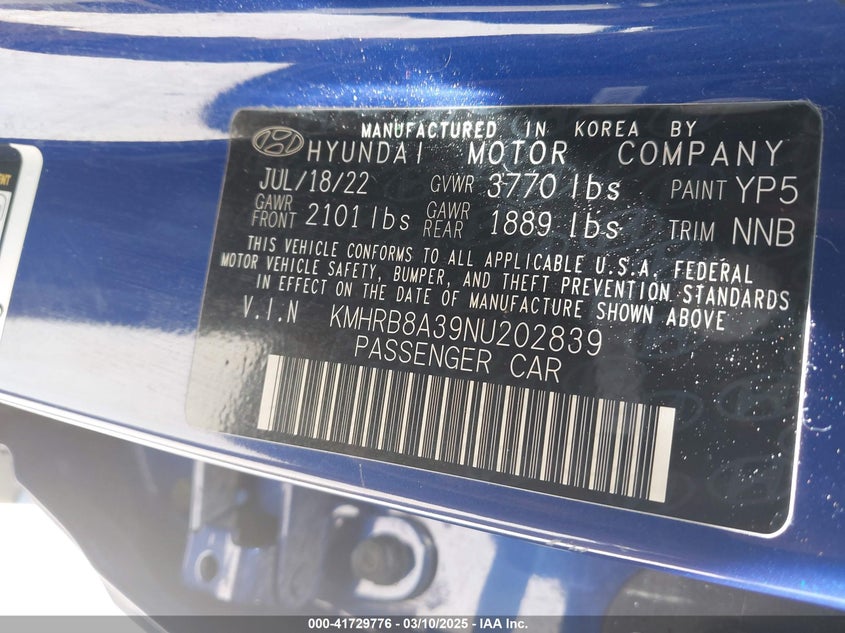 MANUFACTURED IN KOREA BY
HYUNDAI MOTOR COMPANY
JUL/18/22 GVWR 3770 lbs PAINT YP5
GAWR FRONT 2101 lbs GAWR REAR 1889 lbs TRIM NNB
THIS VEHICLE CONFORMS TO ALL APPLICABLE U.S.A. FEDERAL
MOTOR VEHICLE SAFETY, BUMPER, AND THEFT PREVENTION STANDARDS
IN EFFECT ON THE DATE OF MANUFACTURE SHOWN ABOVE
V.I.N KMHRB8A39NU202839
PASSENGER CAR
000-41729776 — 03/10/2025 — IAA Inc.